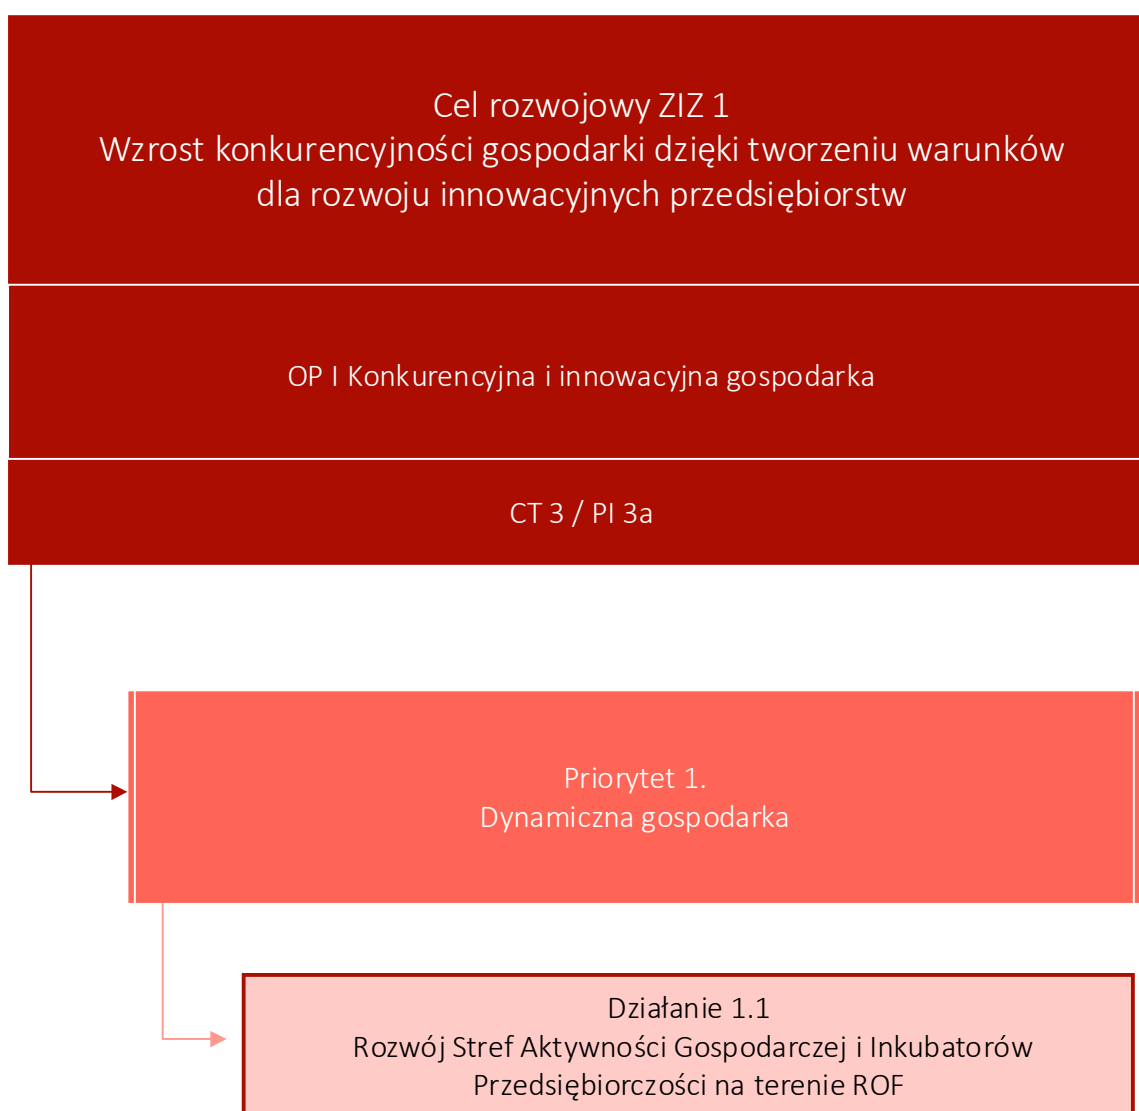 Cel rozwojowy ZIZ 1
Wzrost konkurencyjności gospodarki dzięki tworzeniu warunków
dla rozwoju innowacyjnych przedsiębiorstw
OP I Konkurencyjna i innowacyjna gospodarka
CT 3 / PI 3a
Priorytet 1.
Dynamiczna gospodarka
Działanie 1.1
Rozwój Stref Aktywności Gospodarczej i Inkubatorów
Przedsiębiorczości na terenie ROF